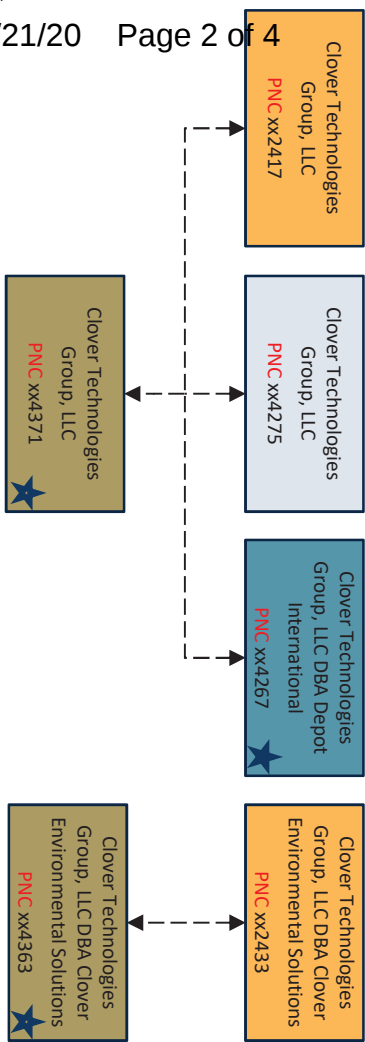 /21/20 Page 2 of 4
Clover Technologies
Group, LLC
PNC xx2417
Clover Technologies
Group, LLC
PNC xx4275
Clover Technologies
Group, LLC DBA Depot
International
PNC xx4267
Clover Technologies
Group, LLC DBA Clover
Environmental Solutions
PNC xx2433
Clover Technologies
Group, LLC
PNC xx4371
Clover Technologies
Group, LLC DBA Clover
Environmental Solutions
PNC xx4363